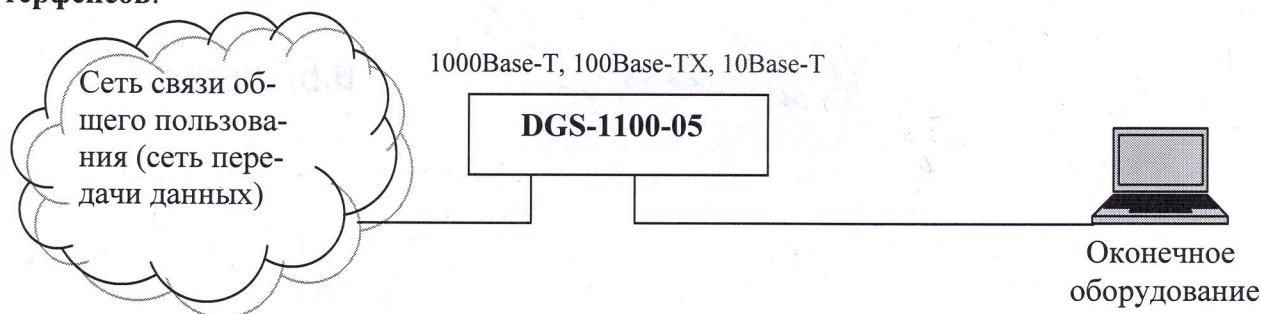 1000Base-T, 100Base-TX, 10Base-T
Сеть связи об-
щего пользова-
ния (сеть пере-
дачи данных)
DGS-1100-05
Оконечное
оборудование